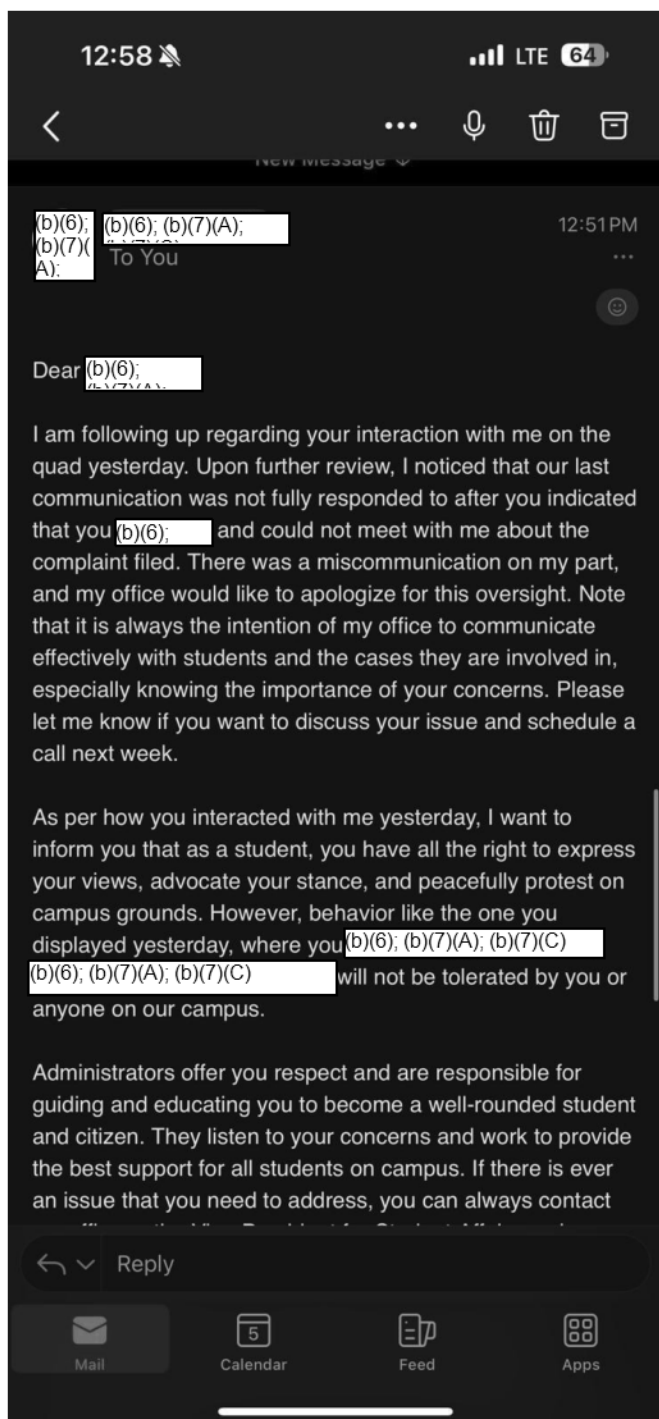 12:58
LTE 64
New Message
(b)(6);
(b)(7)(
A);
(b)(6); (b)(7)(A);
12:51 PM
To You
Dear (b)(6);
(b)(7)(A);
I am following up regarding your interaction with me on the
quad yesterday. Upon further review, I noticed that our last
communication was not fully responded to after you indicated
that you (b)(6); and could not meet with me about the
complaint filed. There was a miscommunication on my part,
and my office would like to apologize for this oversight. Note
that it is always the intention of my office to communicate
effectively with students and the cases they are involved in,
especially knowing the importance of your concerns. Please
let me know if you want to discuss your issue and schedule a
call next week.
As per how you interacted with me yesterday, I want to
inform you that as a student, you have all the right to express
your views, advocate your stance, and peacefully protest on
campus grounds. However, behavior like the one you
displayed yesterday, where you (b)(6); (b)(7)(A); (b)(7)(C)
(b)(6); (b)(7)(A); (b)(7)(C) will not be tolerated by you or
anyone on our campus.
Administrators offer you respect and are responsible for
guiding and educating you to become a well-rounded student
and citizen. They listen to your concerns and work to provide
the best support for all students on campus. If there is ever
an issue that you need to address, you can always contact
Reply
5
Mail Calendar Feed Apps